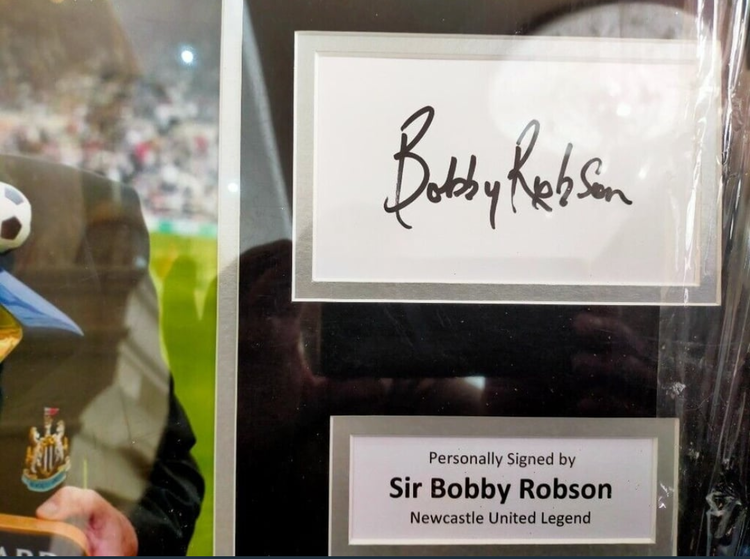 Bobby Robson
Personally Signed by
Sir Bobby Robson
Newcastle United Legend